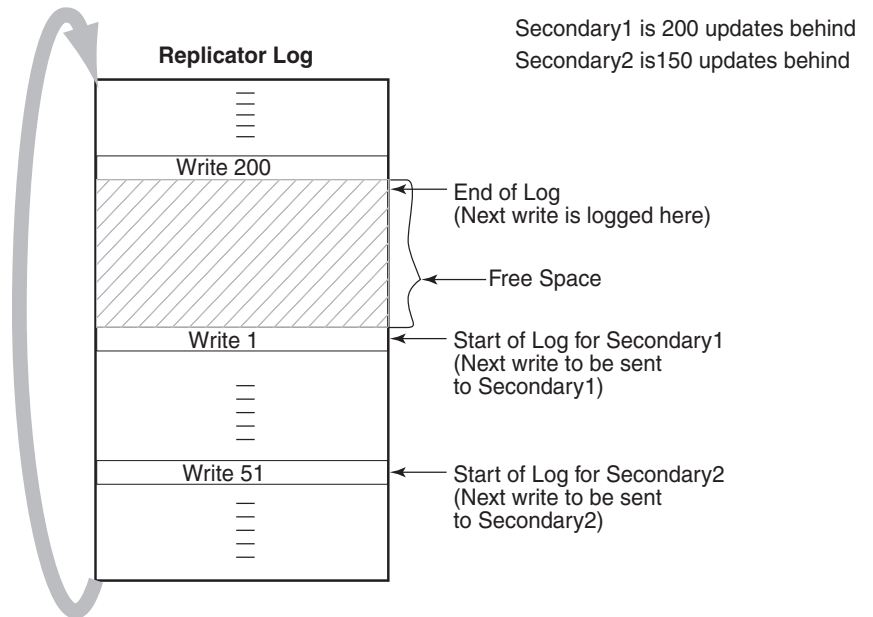 Secondary1 is 200 updates behind
Secondary2 is150 updates behind
Replicator Log
Write 200
End of Log
(Next write is logged here)
Free Space
Write 1
Start of Log for Secondary1
(Next write to be sent
to Secondary1)
Write 51
Start of Log for Secondary2
(Next write to be sent
to Secondary2)